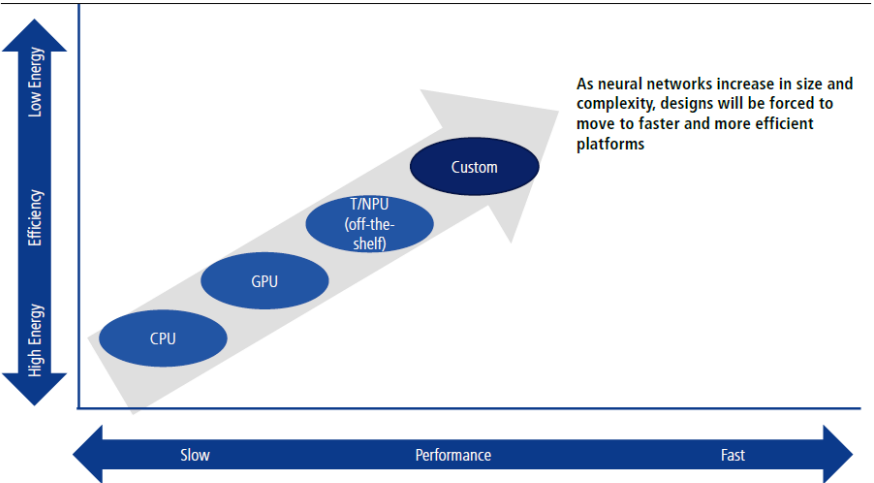 Low Energy
Efficiency
High Energy
As neural networks increase in size and
complexity, designs will be forced to
move to faster and more efficient
platforms
Custom
T/NPU
(off-the-
shelf)
GPU
CPU
Slow
Performance
Fast